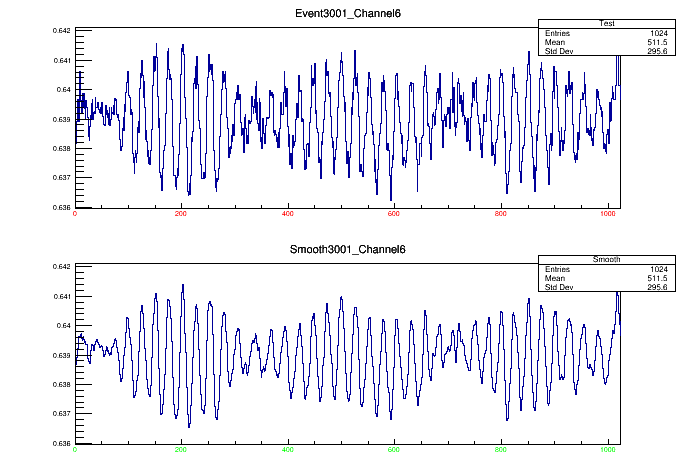 Event3001_Channel6
Test
Entries 1024
Mean 511.5
Std Dev 295.6
0.642
0.641
0.64
0.639
0.638
0.637
0.636
0 200 400 600 800 1000
Smooth3001_Channel6
Smooth
Entries 1024
Mean 511.5
Std Dev 295.6
0.642
0.641
0.64
0.639
0.638
0.637
0.636
0 200 400 600 800 1000